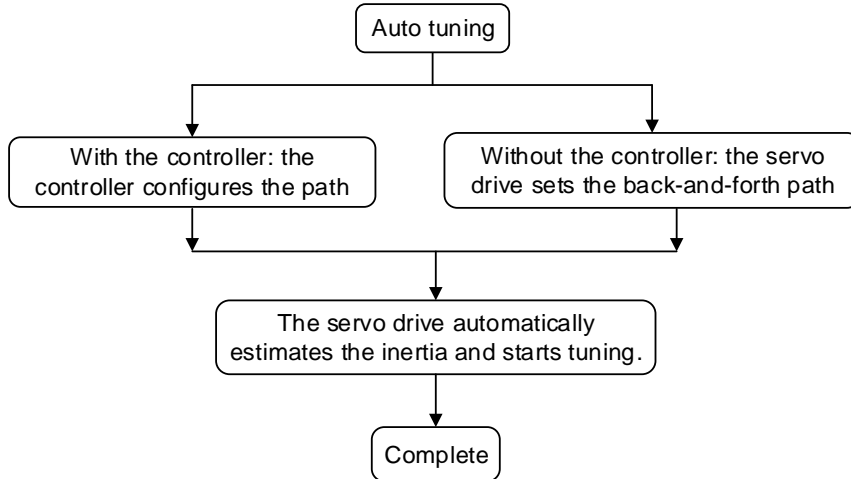 Auto tuning
With the controller: the
controller configures the path
Without the controller: the servo
drive sets the back-and-forth path
The servo drive automatically
estimates the inertia and starts tuning.
Complete